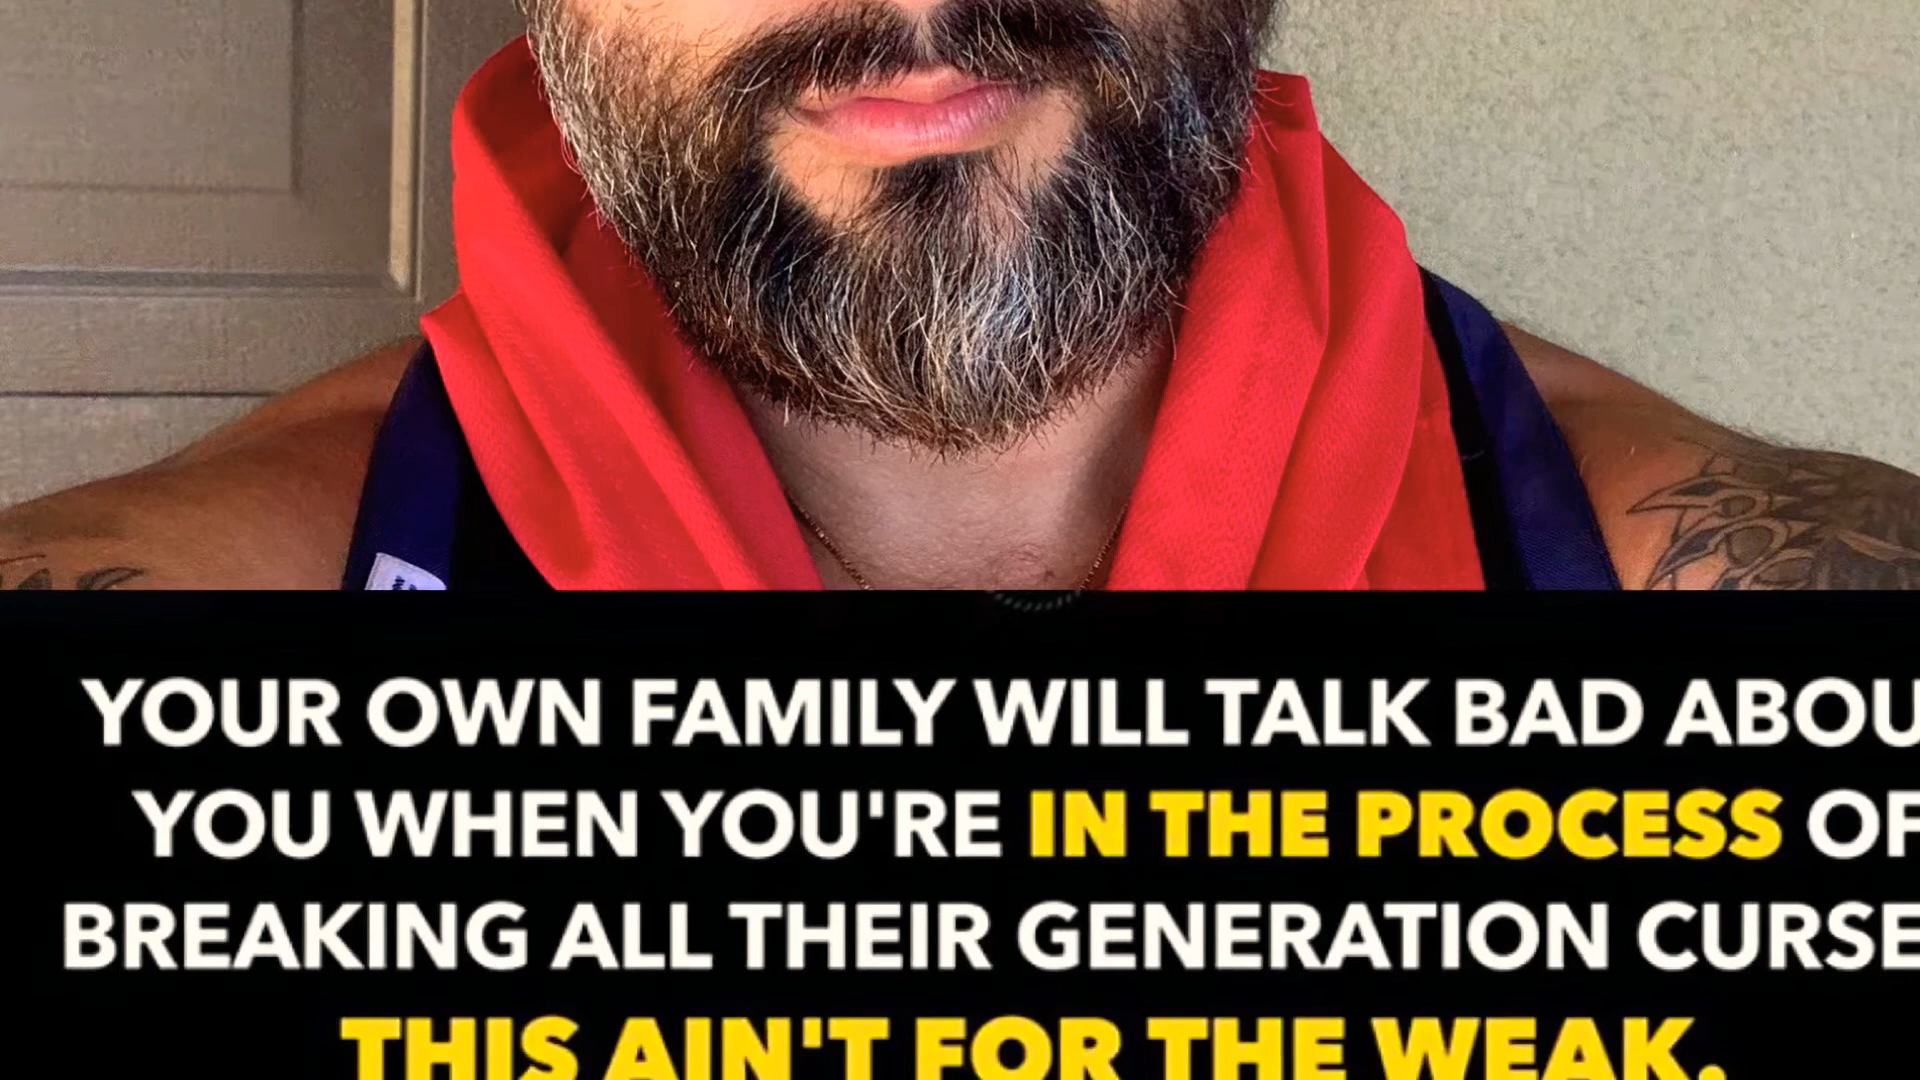 YOUR OWN FAMILY WILL TALK BAD ABOU
YOU WHEN YOU'RE IN THE PROCESS OF
BREAKING ALL THEIR GENERATION CURSE
THIS AIN'T FOR THE WEAK.